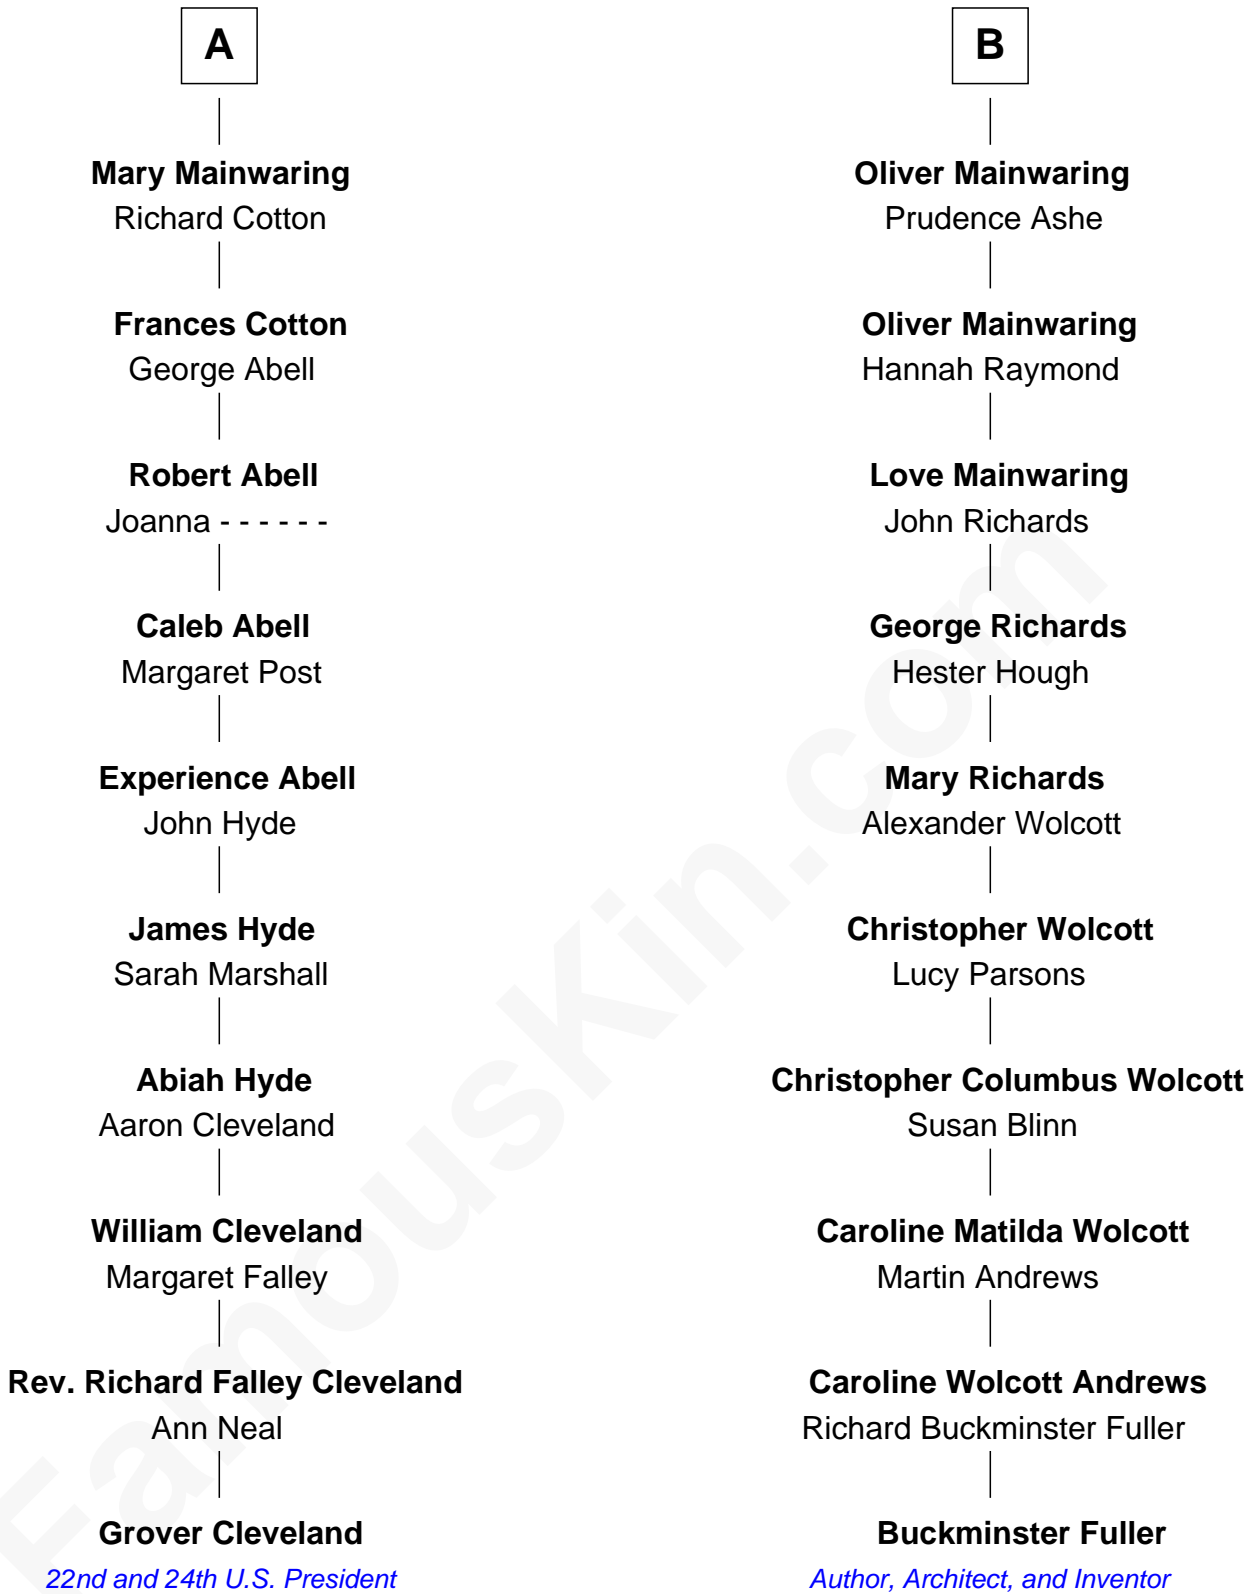 A
Mary Mainwaring
Richard Cotton
Frances Cotton
George Abell
Robert Abell
Joanna - - - - - -
Caleb Abell
Margaret Post
Experience Abell
John Hyde
James Hyde
Sarah Marshall
Abiah Hyde
Aaron Cleveland
William Cleveland
Margaret Falley
Rev. Richard Falley Cleveland
Ann Neal
Grover Cleveland
22nd and 24th U.S. President
B
Oliver Mainwaring
Prudence Ashe
Oliver Mainwaring
Hannah Raymond
Love Mainwaring
John Richards
George Richards
Hester Hough
Mary Richards
Alexander Wolcott
Christopher Wolcott
Lucy Parsons
Christopher Columbus Wolcott
Susan Blinn
Caroline Matilda Wolcott
Martin Andrews
Caroline Wolcott Andrews
Richard Buckminster Fuller
Buckminster Fuller
Author, Architect, and Inventor
FamousKin.com